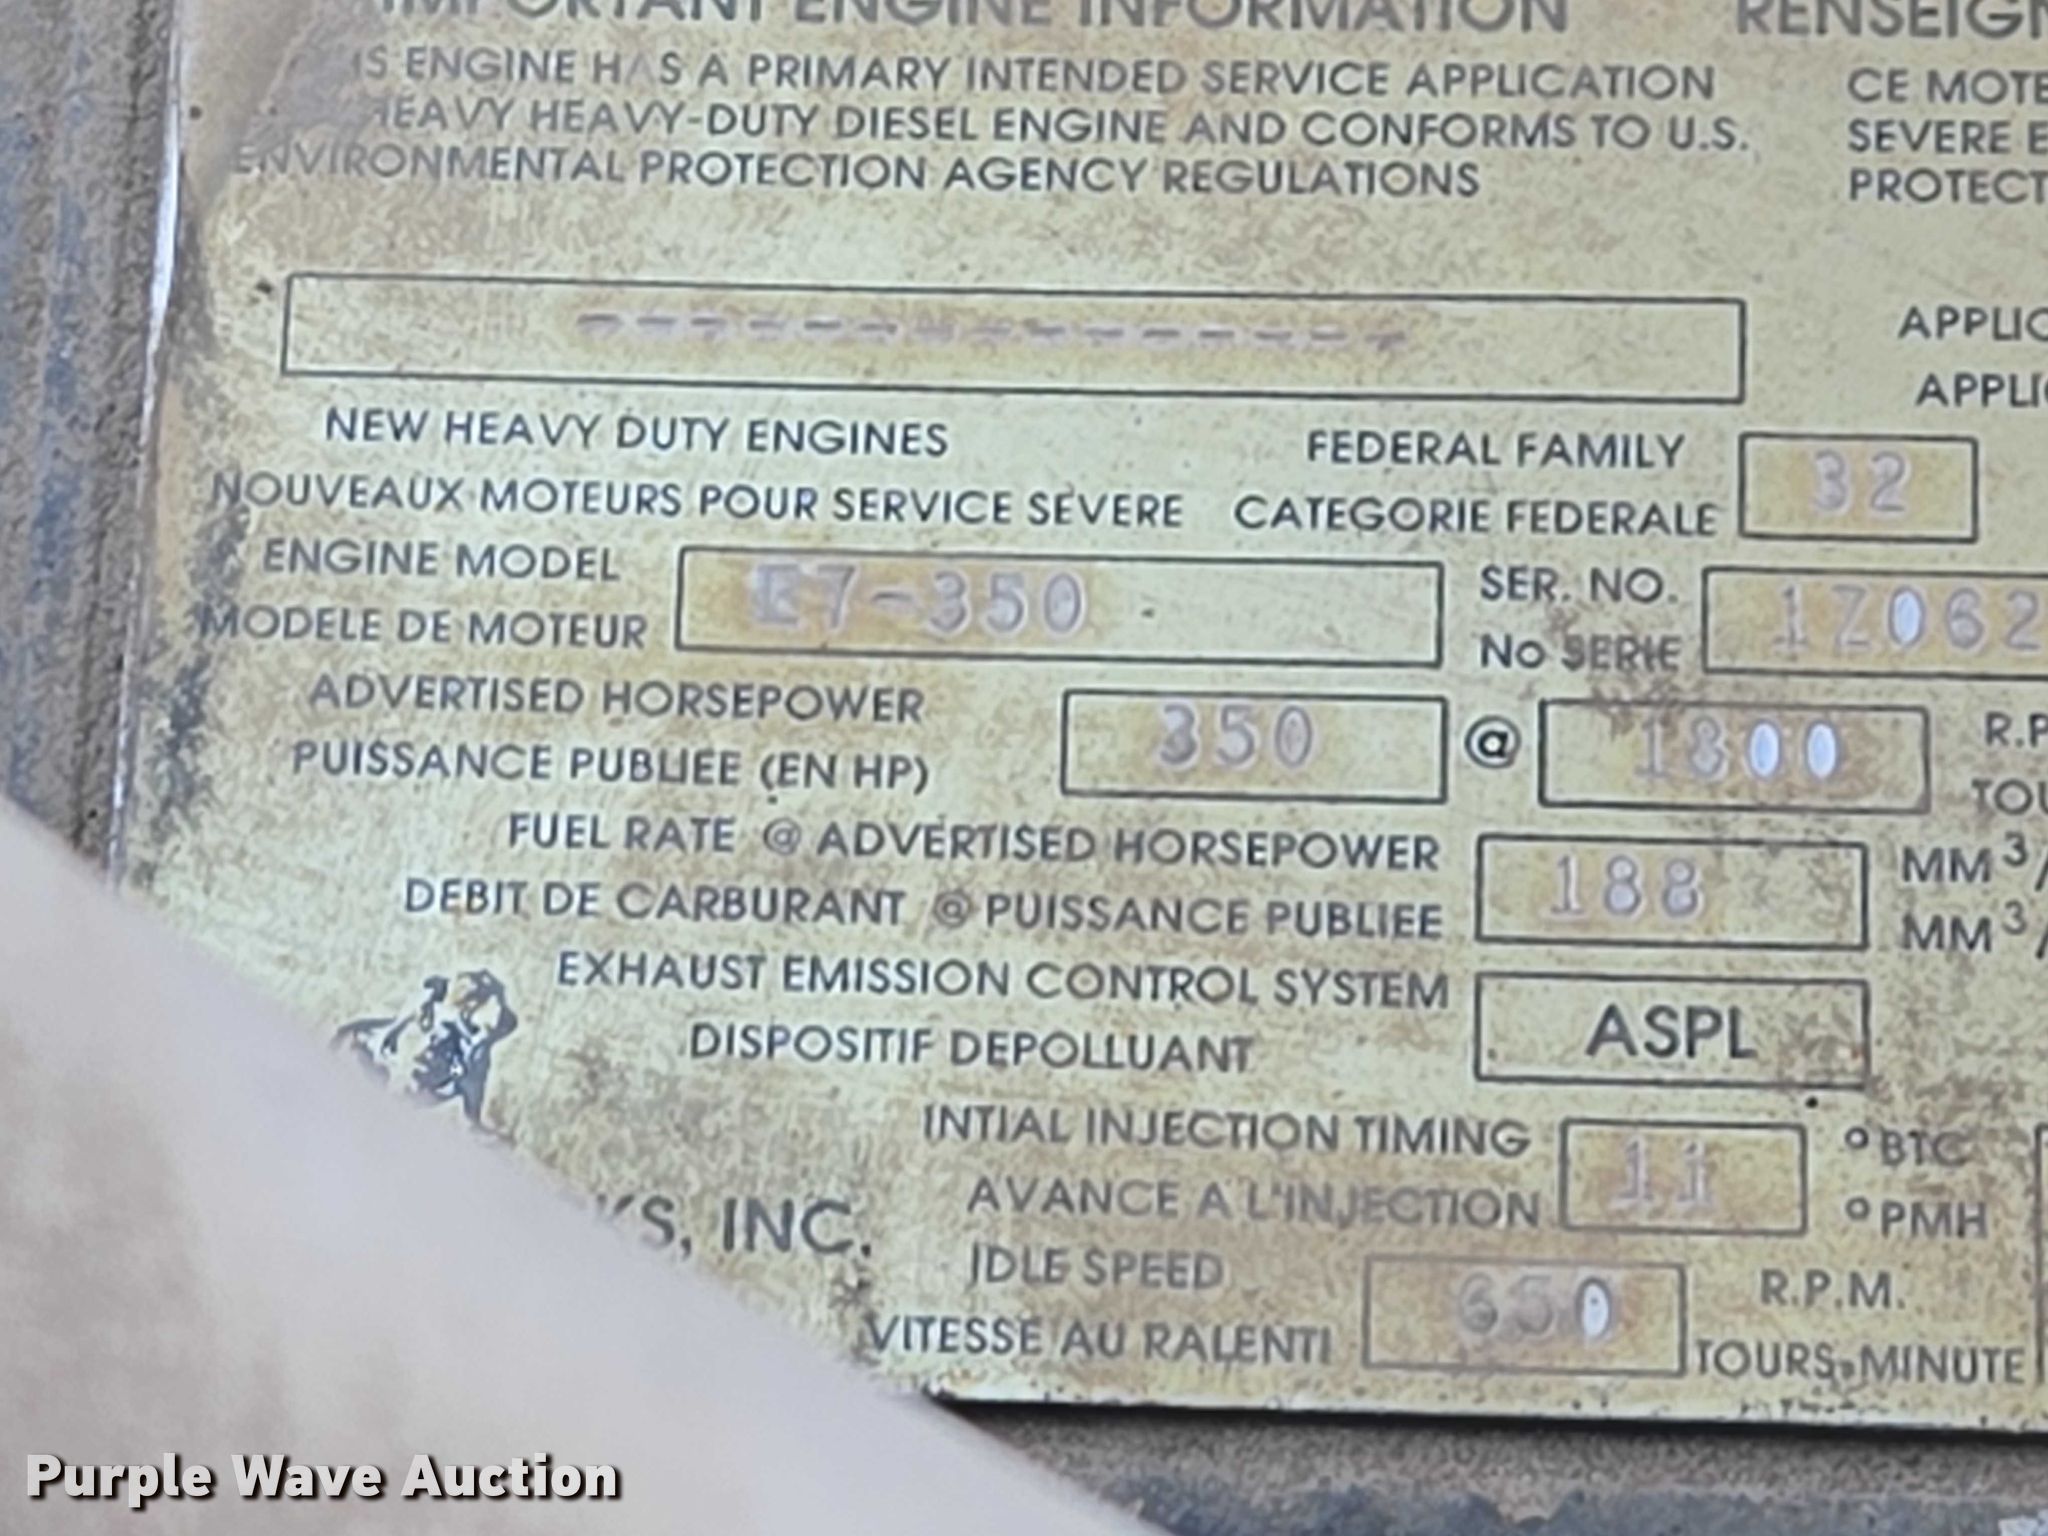 IMPORTANT ENGINE INFORMATION RENSEIGN
IS ENGINE HAS A PRIMARY INTENDED SERVICE APPLICATION CE MOTE
HEAVY HEAVY-DUTY DIESEL ENGINE AND CONFORMS TO U.S. SEVERE E
ENVIRONMENTAL PROTECTION AGENCY REGULATIONS PROTECT
--------------- APPLIC
APPLIC
NEW HEAVY DUTY ENGINES FEDERAL FAMILY 32
NOUVEAUX MOTEURS POUR SERVICE SEVERE CATEGORIE FEDERALE
ENGINE MODEL E7-350 SER. NO. 1Z062
MODELE DE MOTEUR No SERIE
ADVERTISED HORSEPOWER 350 @ 1800 R.P
PUISSANCE PUBLIEE (EN HP) TOU
FUEL RATE @ ADVERTISED HORSEPOWER 188 MM³/
DEBIT DE CARBURANT @ PUISSANCE PUBLIEE MM³/
EXHAUST EMISSION CONTROL SYSTEM ASPL
DISPOSITIF DEPOLLUANT
INTIAL INJECTION TIMING 11 °BTC
AVANCE A L'INJECTION °PMH
KS, INC.
IDLE SPEED 650 R.P.M.
VITESSE AU RALENTI TOURS-MINUTE
Purple Wave Auction